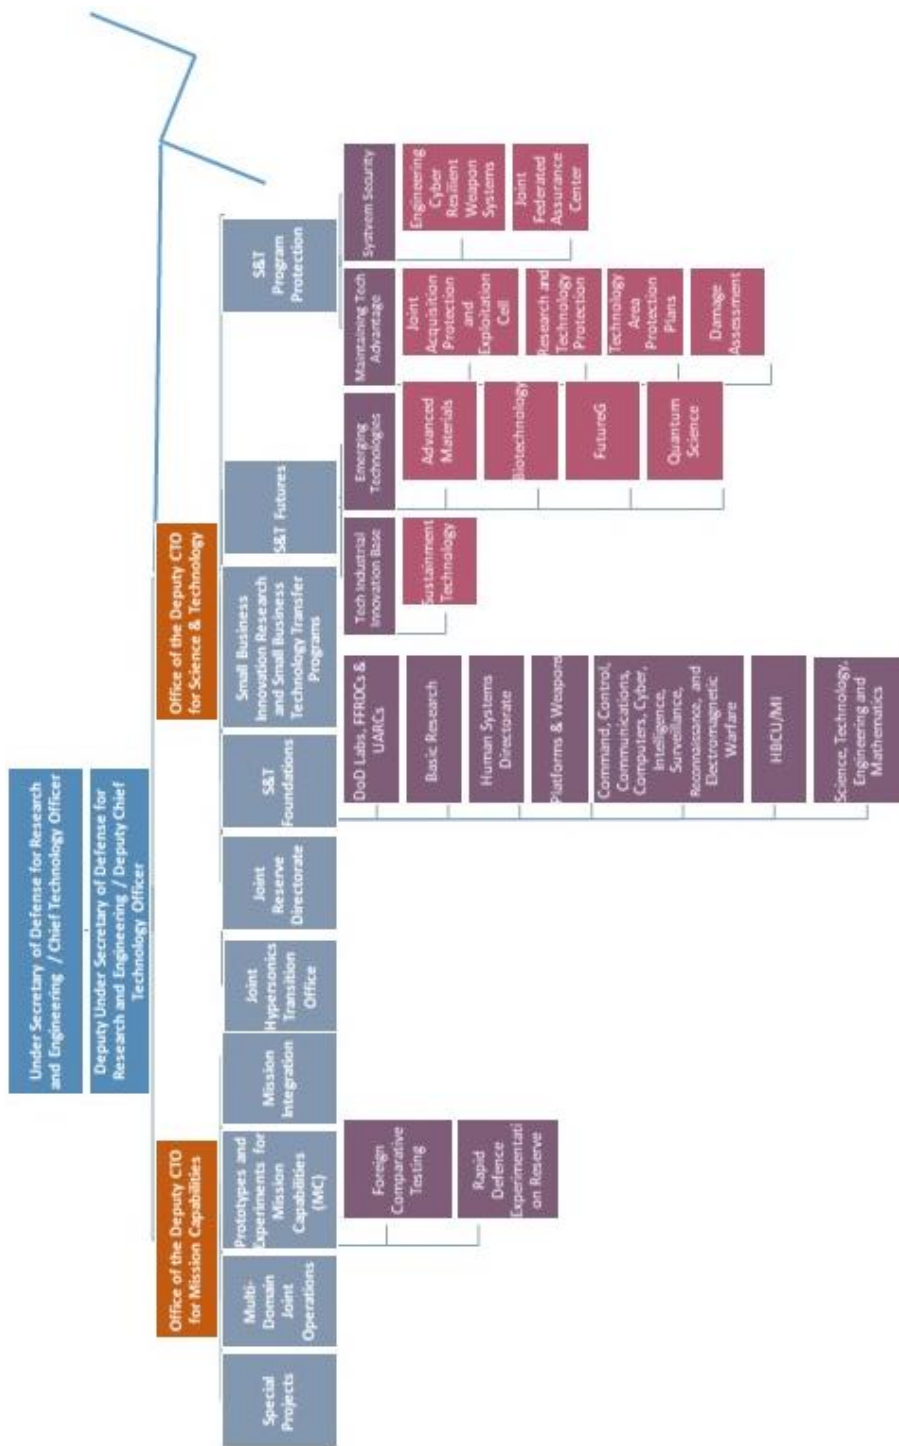 Under Secretary of Defense for Research
and Engineering / Chief Technology Officer
Deputy Under Secretary of Defense for
Research and Engineering / Deputy Chief
Technology Officer
Office of the Deputy CTO
for Mission Capabilities
Office of the Deputy CTO
for Science & Technology
Special
Projects
Multi-
Domain
Joint
Operations
Prototypes and
Experiments for
Mission
Capabilities
(MC)
Mission
Integration
Joint
Hypersonics
Transition
Office
Joint
Reserve
Directorate
S&T
Foundations
Small Business
Innovation Research
and Small Business
Technology Transfer
Programs
S&T Futures
S&T
Program
Protection
Foreign
Comparative
Testing
Rapid
Defence
Experimentati
on Reserve
DoD Labs, FFRDCs &
UARCs
Basic Research
Human Systems
Directorate
Platforms & Weapons
Command, Control,
Communications,
Computers, Cyber,
Intelligence,
Surveillance,
Reconnaissance, and
Electromagnetic
Warfare
HBCU/MI
Science, Technology,
Engineering and
Mathematics
Tech Industrial
Innovation Base
Sustainment
Technology
Emerging
Technologies
Advanced
Materials
Biotechnology
FutureG
Quantum
Science
Maintaining Tech
Advantage
Joint
Acquisition
Protection
and
Exploitation
Cell
Research and
Technology
Protection
Technology
Area
Protection
Plans
Damage
Assessment
Systvem Security
Engineering
Cyber
Resilient
Weapon
Systems
Joint
Federated
Assurance
Center